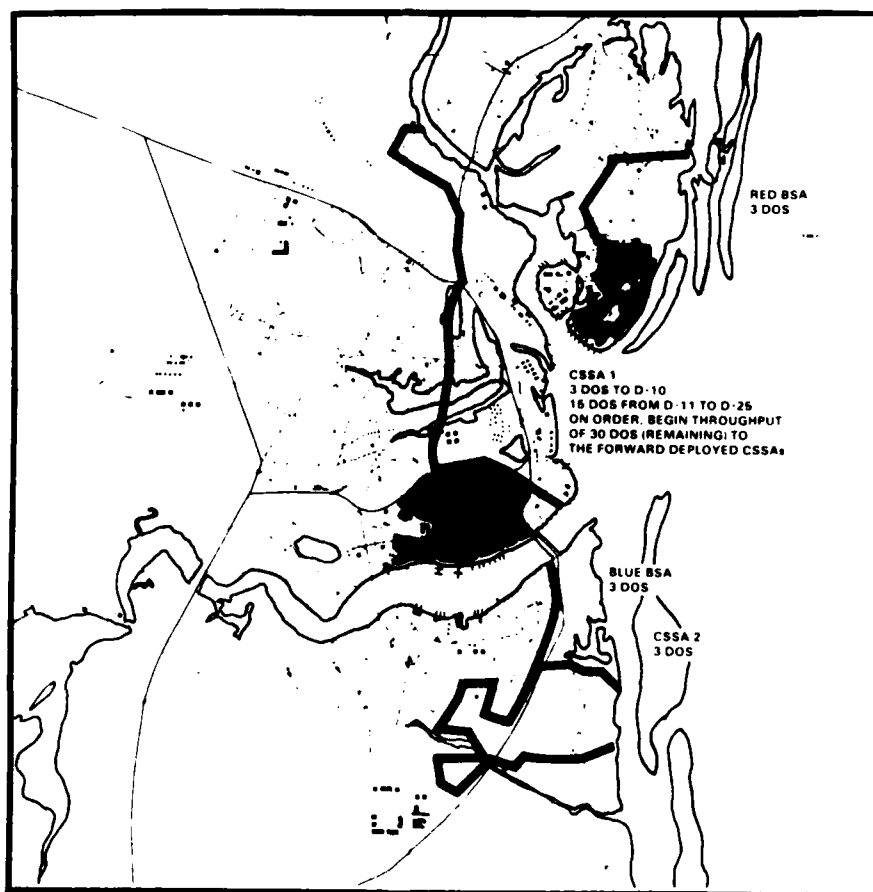 RED BSA
3 DOS
CSSA 1
3 DOS TO D-10
15 DOS FROM D-11 TO D-25
ON ORDER, BEGIN THROUGHPUT
OF 30 DOS (REMAINING) TO
THE FORWARD DEPLOYED CSSAs
BLUE BSA
3 DOS
CSSA 2
3 DOS